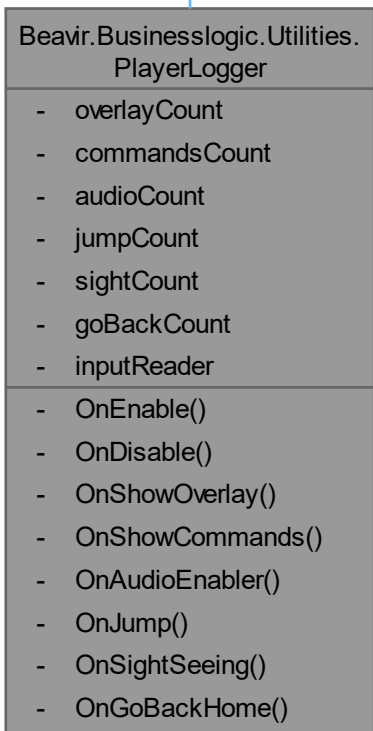 Beavir.Businesslogic.Utilities.
PlayerLogger
- overlayCount
- commandsCount
- audioCount
- jumpCount
- sightCount
- goBackCount
- inputReader
- OnEnable()
- OnDisable()
- OnShowOverlay()
- OnShowCommands()
- OnAudioEnabler()
- OnJump()
- OnSightSeeing()
- OnGoBackHome()